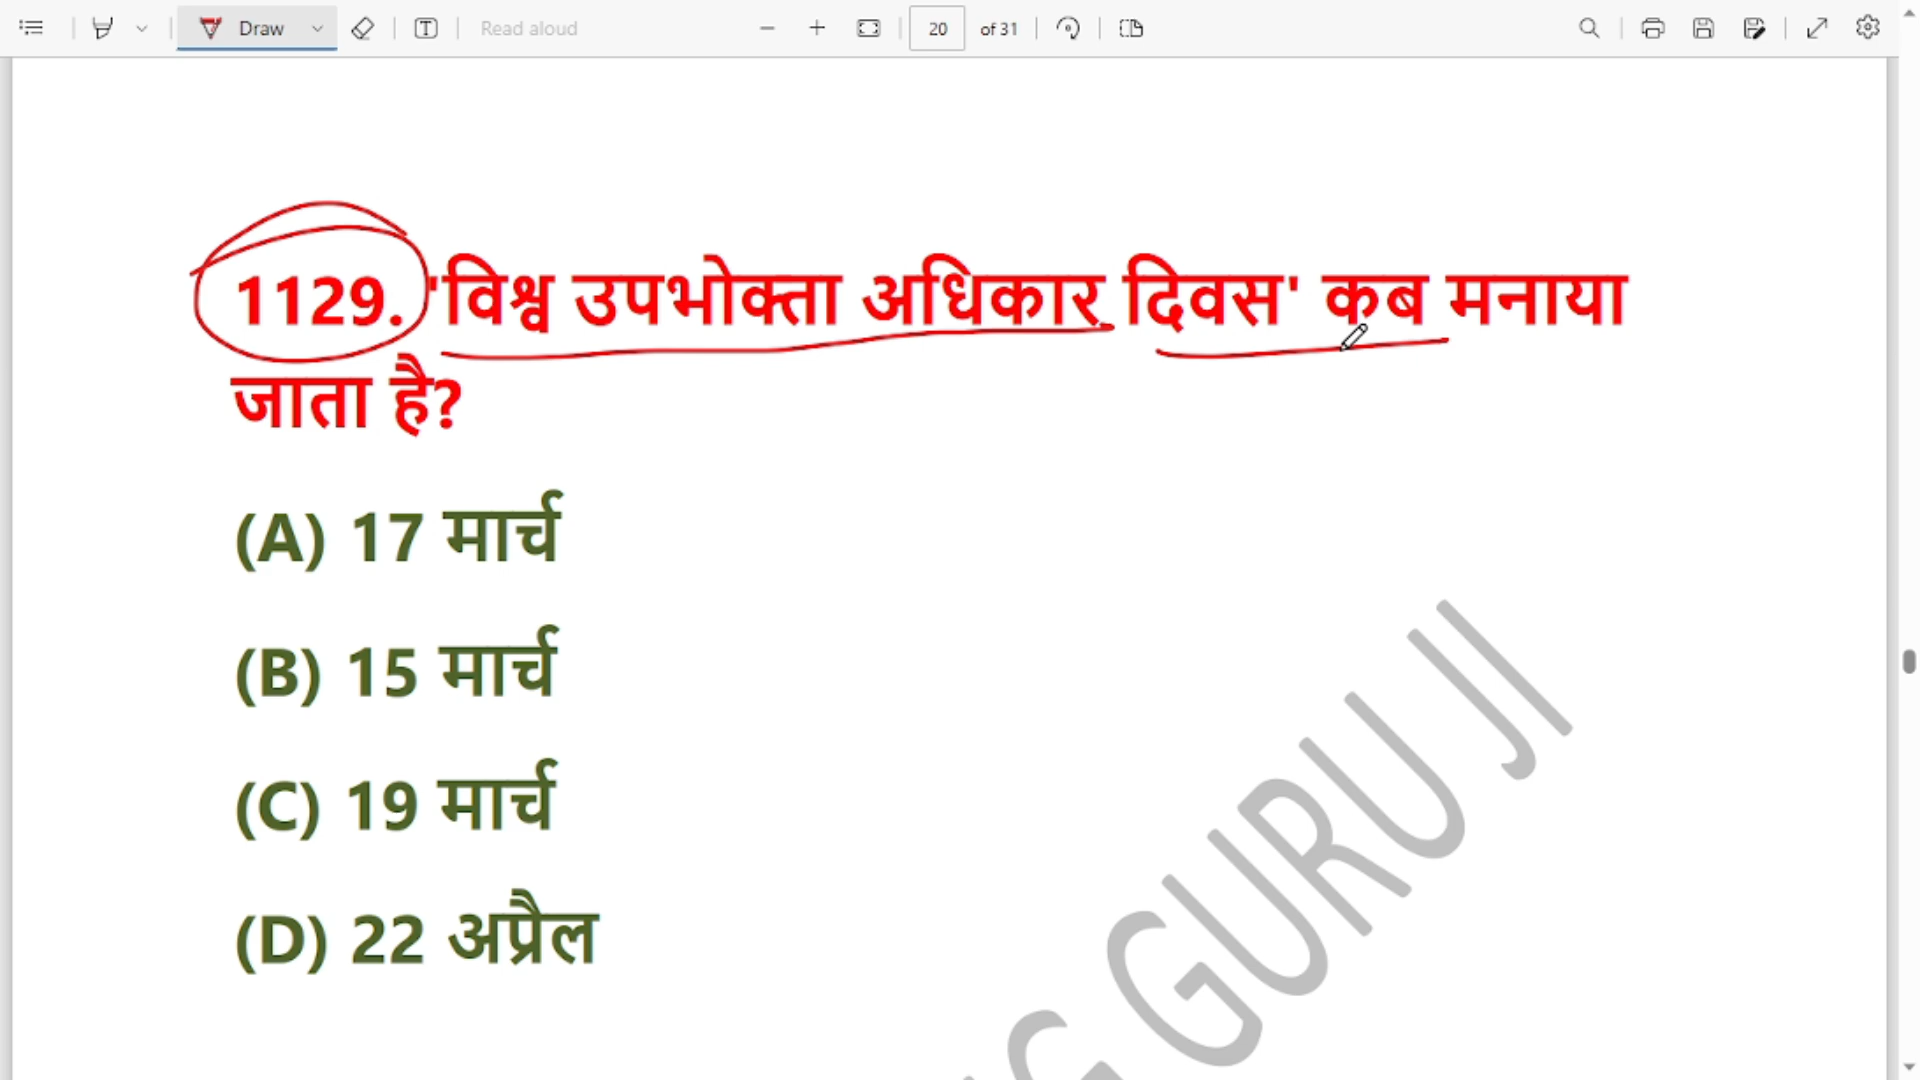 Draw
Read aloud
20 of 31
1129. 'विश्व उपभोक्ता अधिकार दिवस' कब मनाया
जाता है?
(A) 17 मार्च
(B) 15 मार्च
(C) 19 मार्च
(D) 22 अप्रैल
G GURU JI